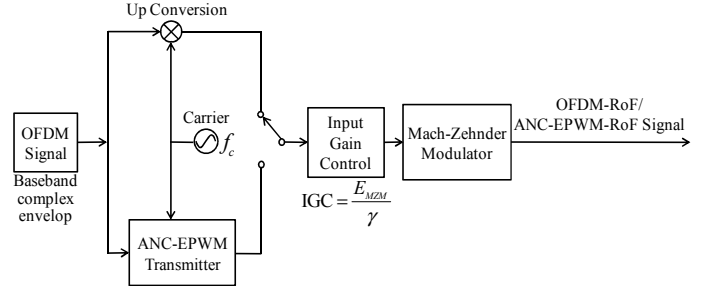 Up Conversion
OFDM
Signal
Baseband
complex
envelop
Carrier
f_c
ANC-EPWM
Transmitter
Input
Gain
Control
IGC = E_MZM / γ
Mach-Zehnder
Modulator
OFDM-RoF/
ANC-EPWM-RoF Signal